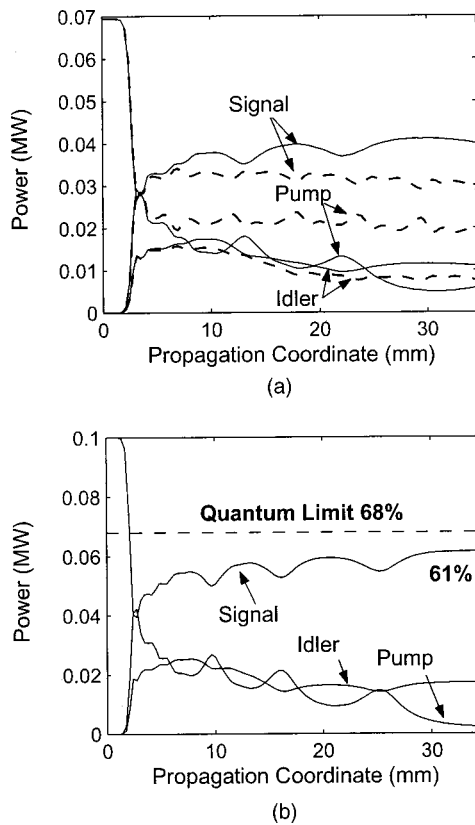 0.07
0.06
0.05
0.04
0.03
0.02
0.01
0
Power (MW)
Signal
Pump
Idler
0
10
20
30
Propagation Coordinate (mm)
(a)
0.1
0.08
0.06
0.04
0.02
0
Power (MW)
Quantum Limit 68%
61%
Signal
Idler
Pump
0
10
20
30
Propagation Coordinate (mm)
(b)